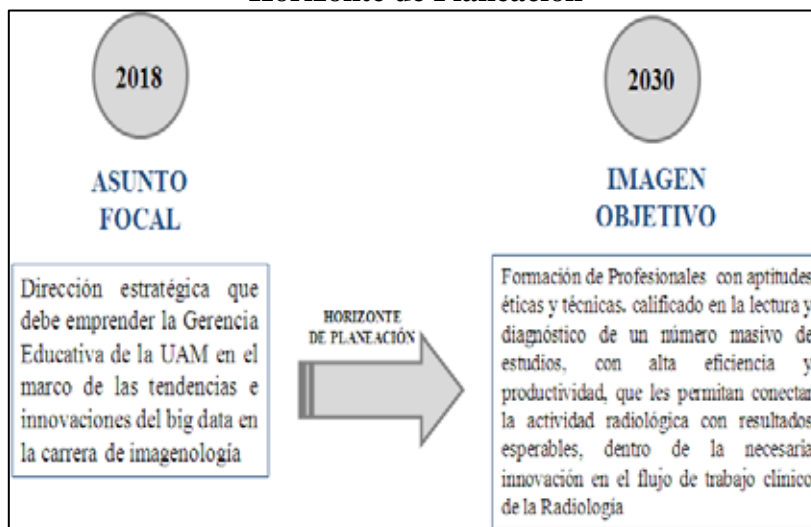 Horizonte de Planeación
2018
2030
ASUNTO
FOCAL
IMAGEN
OBJETIVO
Dirección estratégica que
debe emprender la Gerencia
Educativa de la UAM en el
marco de las tendencias e
innovaciones del big data en
la carrera de imagenología
HORIZONTE
DE PLANEACIÓN
Formación de Profesionales con aptitudes
éticas y técnicas. calificado en la lectura y
diagnóstico de un número masivo de
estudios, con alta eficiencia y
productividad, que les permitan conectar
la actividad radiológica con resultados
esperables, dentro de la necesaria
innovación en el flujo de trabajo clínico
de la Radiología